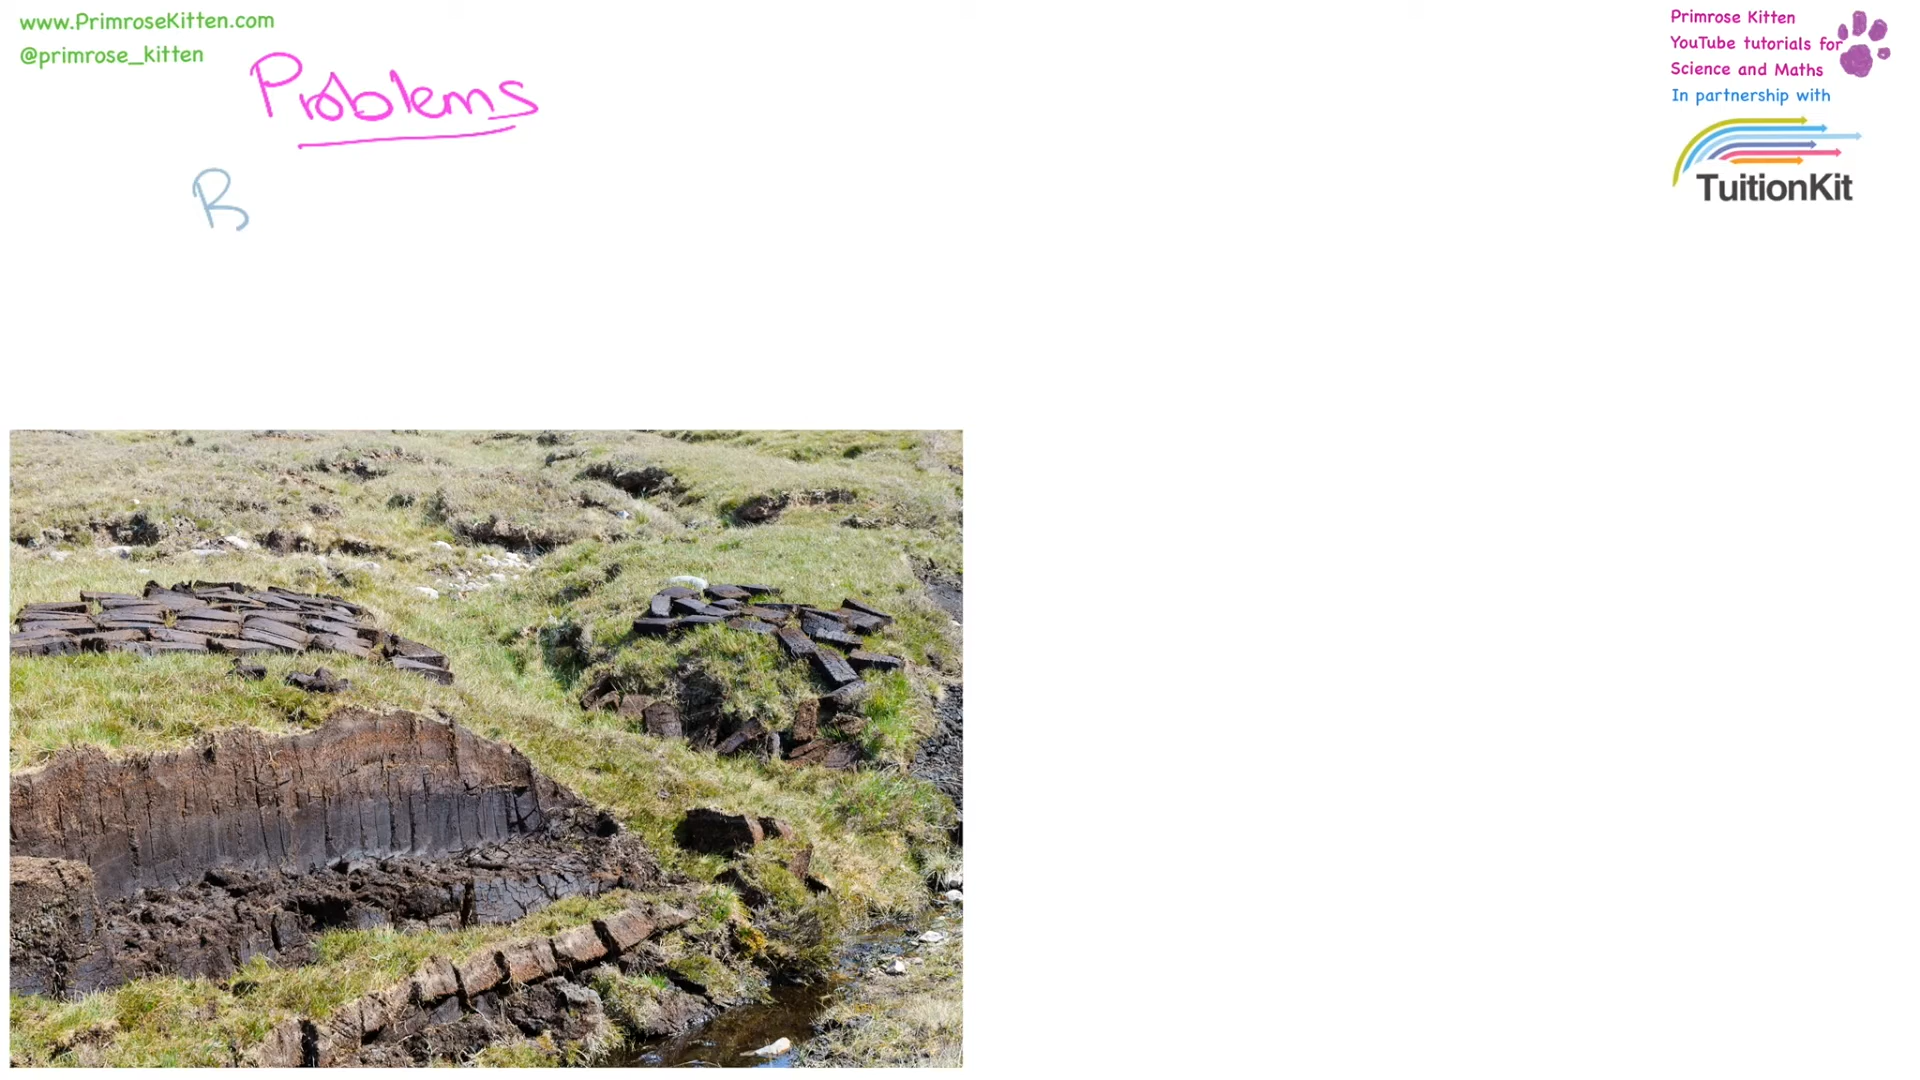 www.PrimroseKitten.com
@primrose_kitten
Problems
R
Primrose Kitten
YouTube tutorials for
Science and Maths
In partnership with
TuitionKit